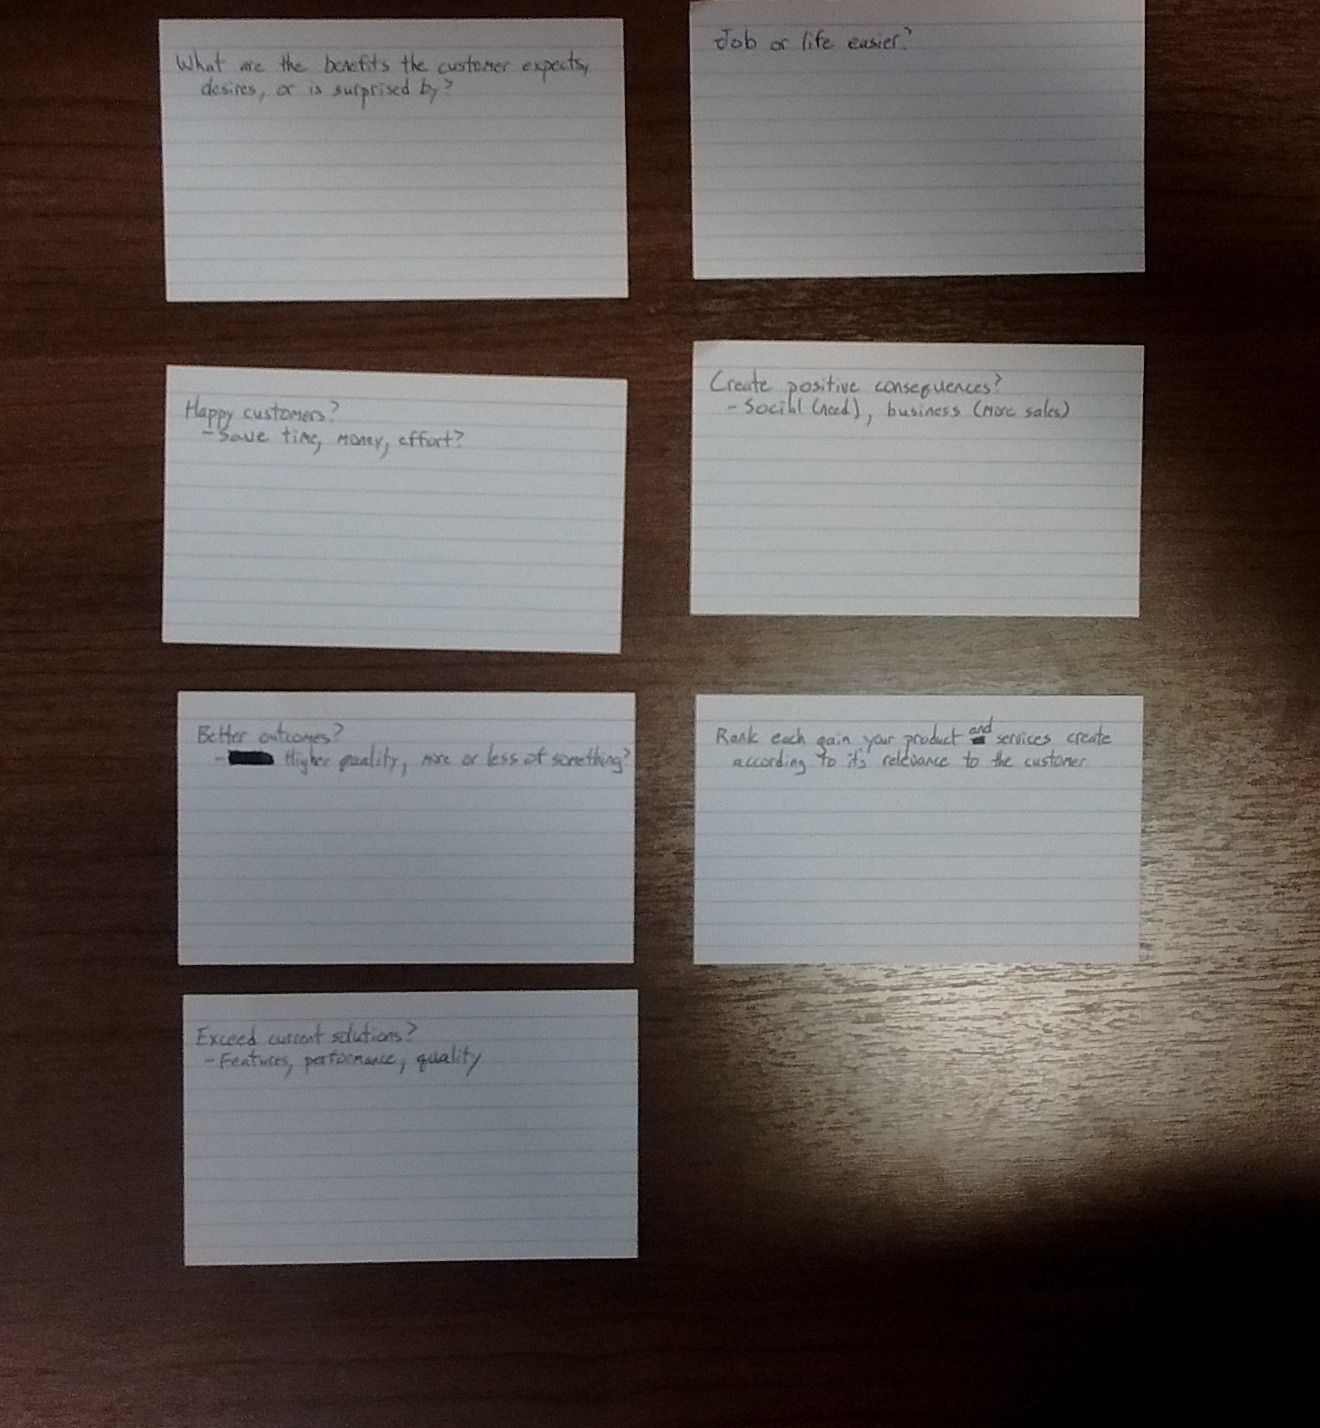 What are the benefits the customer expects,
desires, or is surprised by?
Happy customers?
- Save time, money, effort?
Better outcomes?
- Higher quality, more or less of something?
Exceed current solutions?
- Features, performance, quality
Job or life easier?
Create positive consequences?
- Social (need), business (more sales)
Rank each gain your product and services create
according to it's relevance to the customer